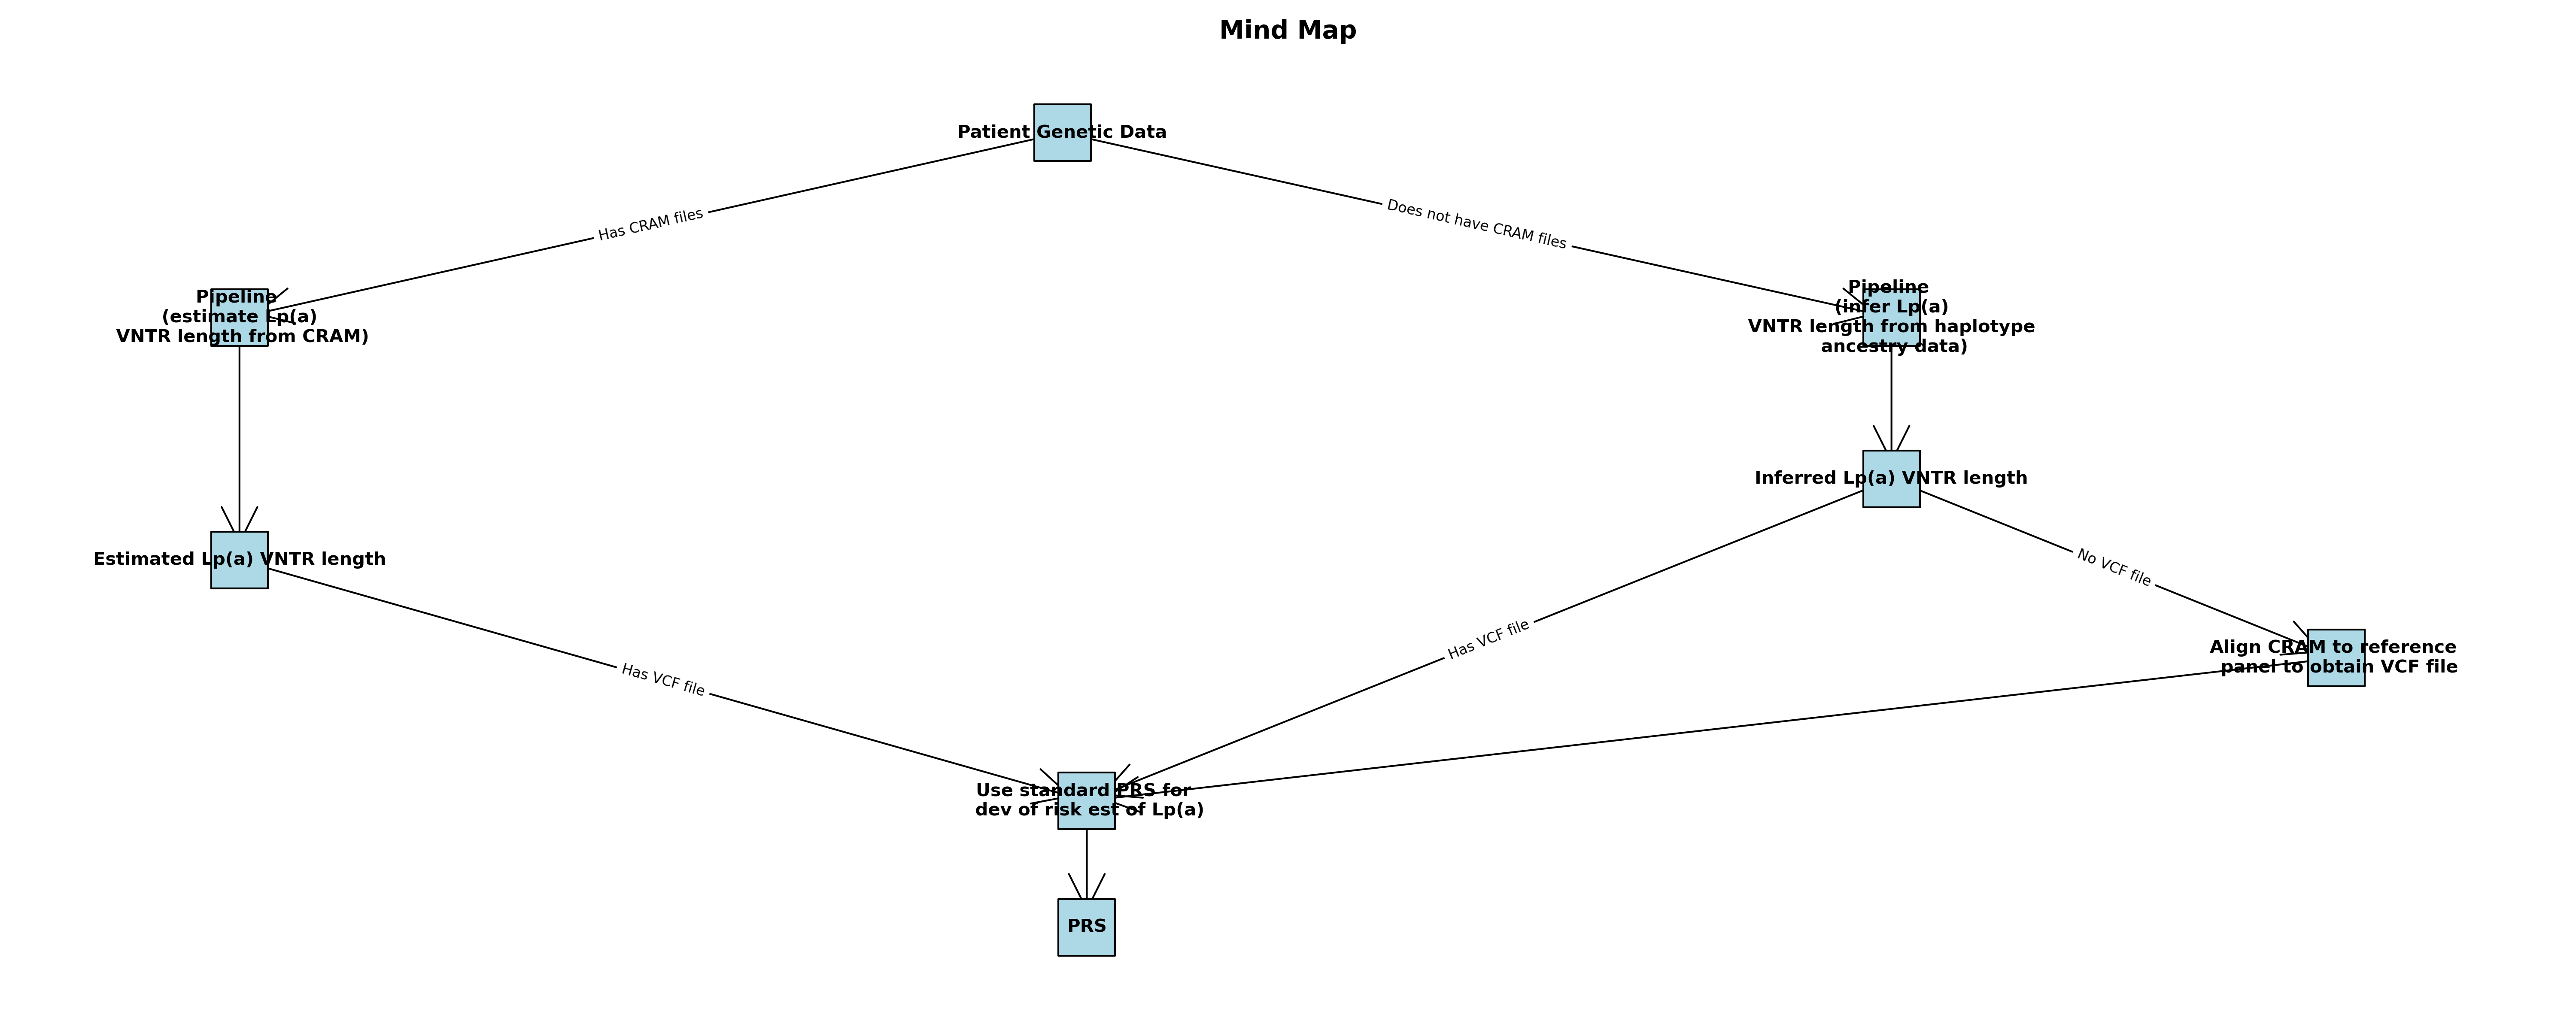 Mind Map
Patient Genetic Data
Has CRAM files
Does not have CRAM files
Pipeline
(estimate Lp(a)
VNTR length from CRAM)
Pipeline
(infer Lp(a)
VNTR length from haplotype
ancestry data)
Inferred Lp(a) VNTR length
Estimated Lp(a) VNTR length
No VCF file
Has VCF file
Has VCF file
Align CRAM to reference
panel to obtain VCF file
Use standard PRS for
dev of risk est of Lp(a)
PRS